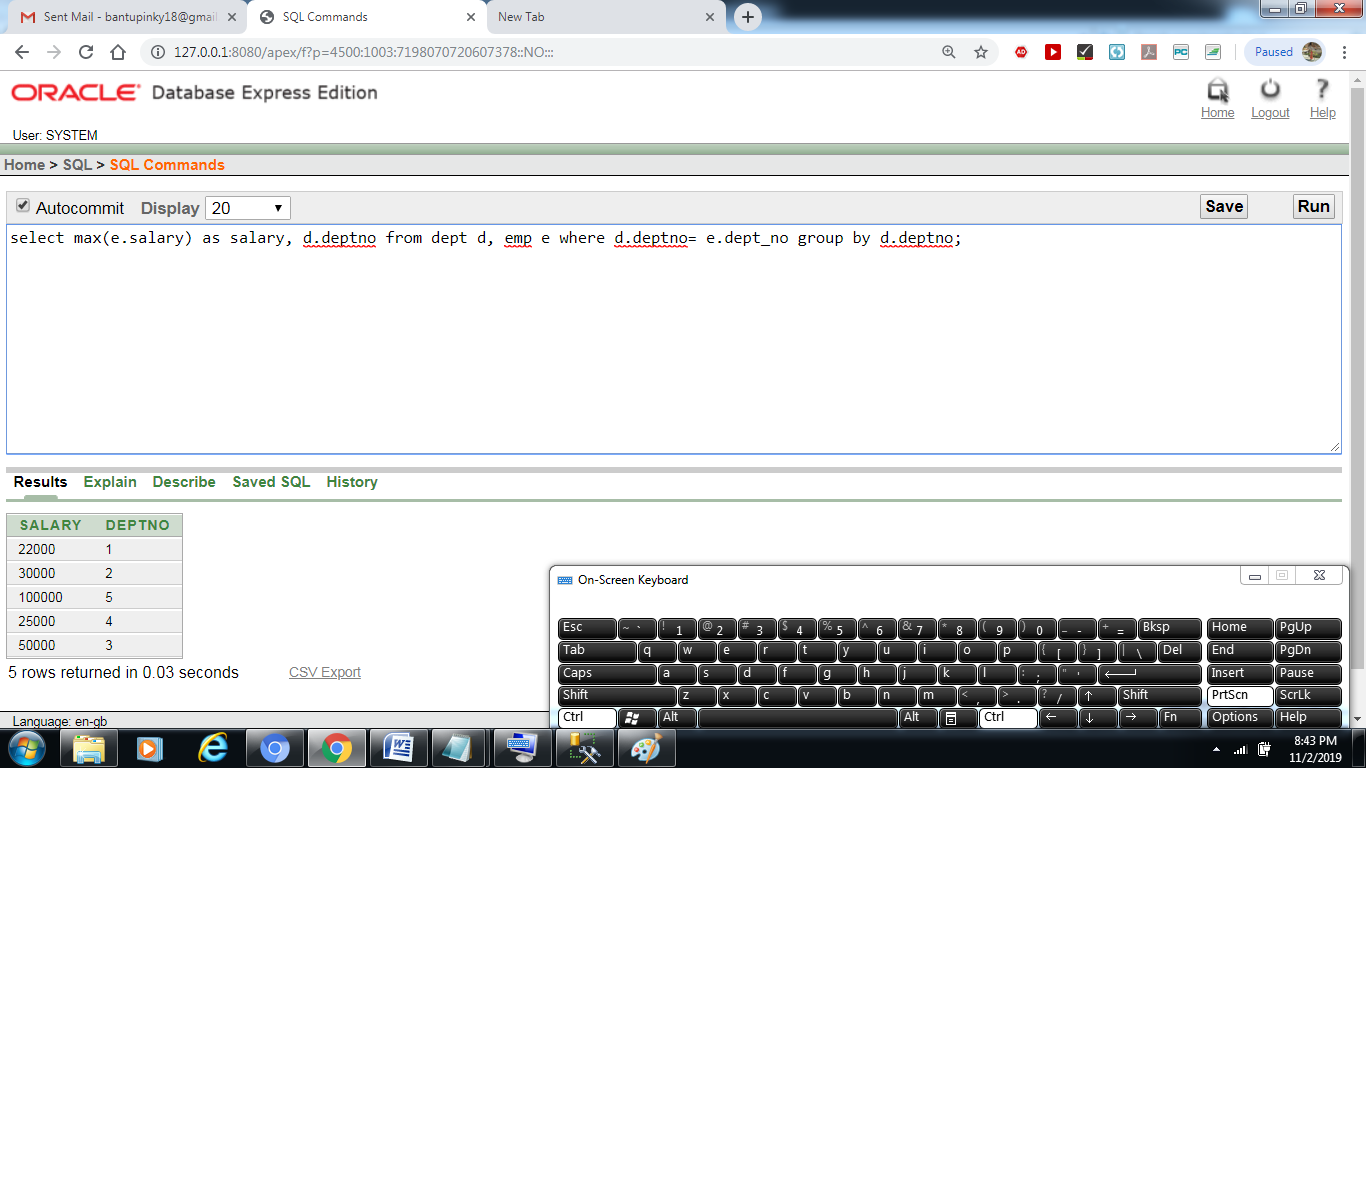 Sent Mail - bantupinky18@gmail
SQL Commands
New Tab
127.0.0.1:8080/apex/f?p=4500:1003:7198070720607378::NO:::
Paused
ORACLE Database Express Edition
Home Logout Help
User: SYSTEM
Home > SQL > SQL Commands
Autocommit Display 20 Save Run
select max(e.salary) as salary, d.deptno from dept d, emp e where d.deptno= e.dept_no group by d.deptno;
Results Explain Describe Saved SQL History
SALARY DEPTNO
22000 1
30000 2
100000 5
25000 4
50000 3
5 rows returned in 0.03 seconds CSV Export
Language: en-gb
On-Screen Keyboard
Esc ~ ` ! 1 @ 2 # 3 $ 4 % 5 ^ 6 & 7 * 8 ( 9 ) 0 _ - + = Bksp Home PgUp
Tab q w e r t y u i o p { [ } ] | \ Del End PgDn
Caps a s d f g h j k l : ; " ' Insert Pause
Shift z x c v b n m < , > . ? / ↑ Shift PrtScn ScrLk
Ctrl Alt Alt Ctrl ← ↓ → Fn Options Help
8:43 PM
11/2/2019